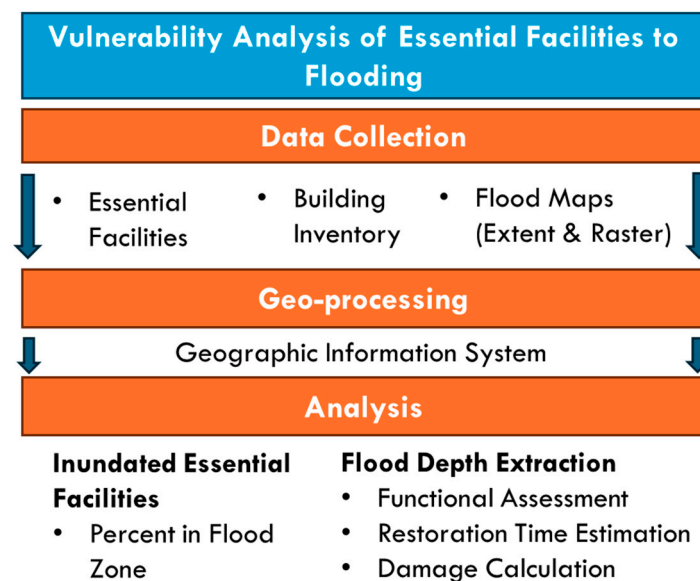 Vulnerability Analysis of Essential Facilities to
Flooding
Data Collection
• Essential
Facilities
• Building
Inventory
• Flood Maps
(Extent & Raster)
Geo-processing
Geographic Information System
Analysis
Inundated Essential
Facilities
• Percent in Flood
Zone
Flood Depth Extraction
• Functional Assessment
• Restoration Time Estimation
• Damage Calculation